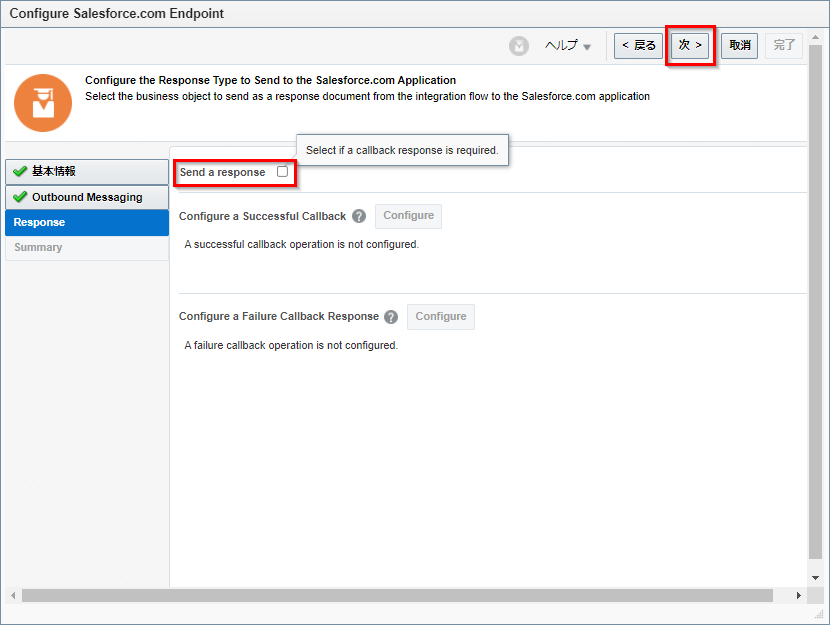 Configure Salesforce.com Endpoint
ヘルプ
< 戻る
次 >
取消
完了
Configure the Response Type to Send to the Salesforce.com Application
Select the business object to send as a response document from the integration flow to the Salesforce.com application
Select if a callback response is required.
基本情報
Send a response
Outbound Messaging
Response
Summary
Configure a Successful Callback ? Configure
A successful callback operation is not configured.
Configure a Failure Callback Response ? Configure
A failure callback operation is not configured.